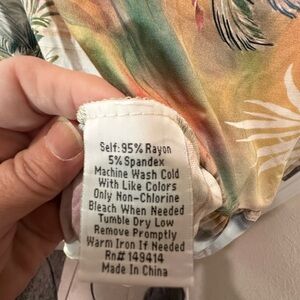 Self: 95% Rayon
5% Spandex
Machine Wash Cold
With Like Colors
Only Non-Chlorine
Bleach When Needed
Tumble Dry Low
Remove Promptly
Warm Iron If Needed
Rn# 149414
Made In China